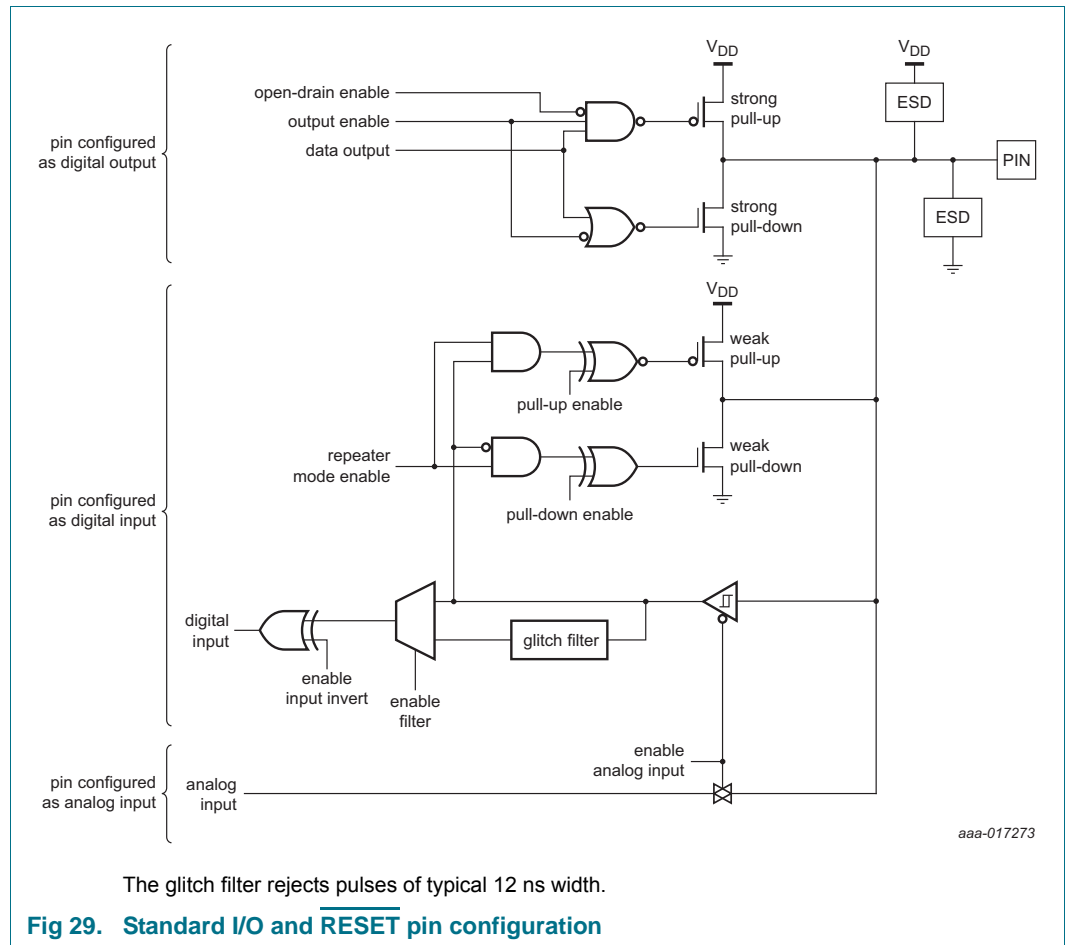 V_DD
V_DD
open-drain enable
output enable
data output
strong
pull-up
ESD
pin configured
as digital output
PIN
strong
pull-down
ESD
V_DD
weak
pull-up
pull-up enable
repeater
mode enable
weak
pull-down
pull-down enable
pin configured
as digital input
digital
input
glitch filter
enable
input invert
enable
filter
enable
analog input
pin configured
as analog input
analog
input
aaa-017273
The glitch filter rejects pulses of typical 12 ns width.
Fig 29. Standard I/O and RESET pin configuration